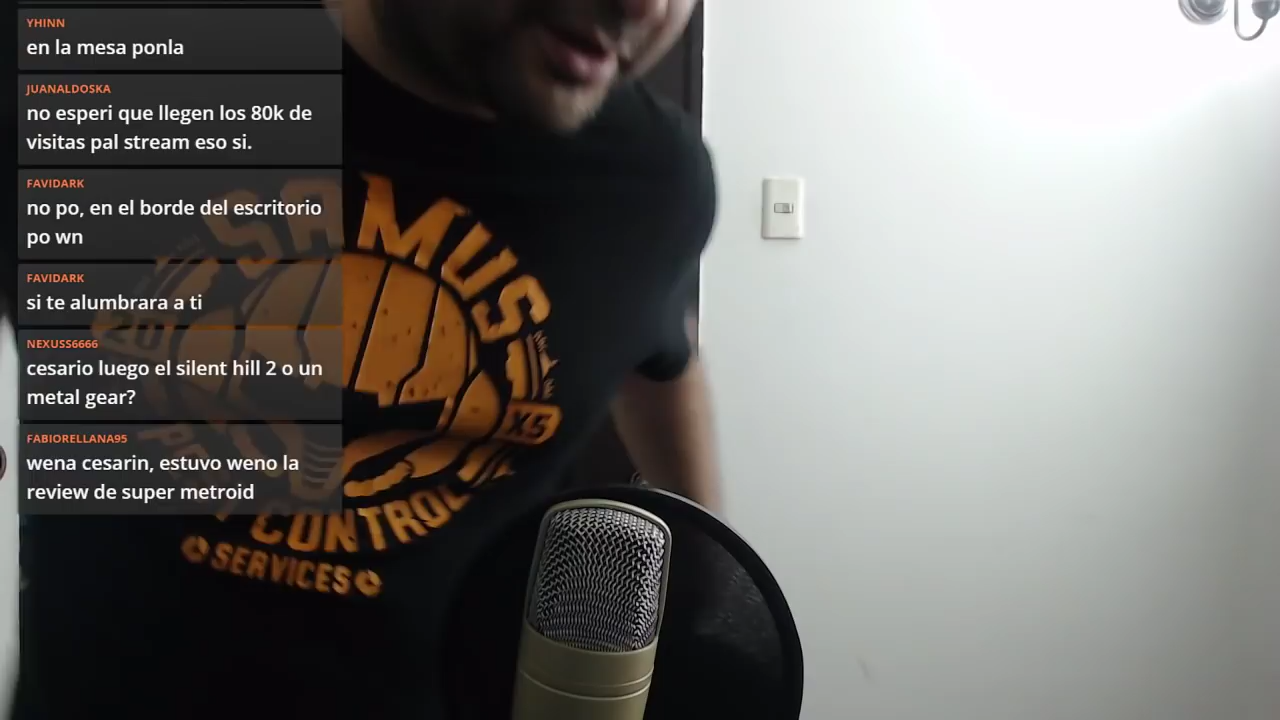 YHINN
en la mesa ponla
JUANALDOSKA
no esperi que llegen los 80k de
visitas pal stream eso si.
FAVIDARK
no po, en el borde del escritorio
po wn
FAVIDARK
si te alumbrara a ti
NEXUSS6666
cesario luego el silent hill 2 o un
metal gear?
FABIORELLANA95
wena cesarin, estuvo weno la
review de super metroid
SAMUS
20 XS
CONTROL
SERVICES